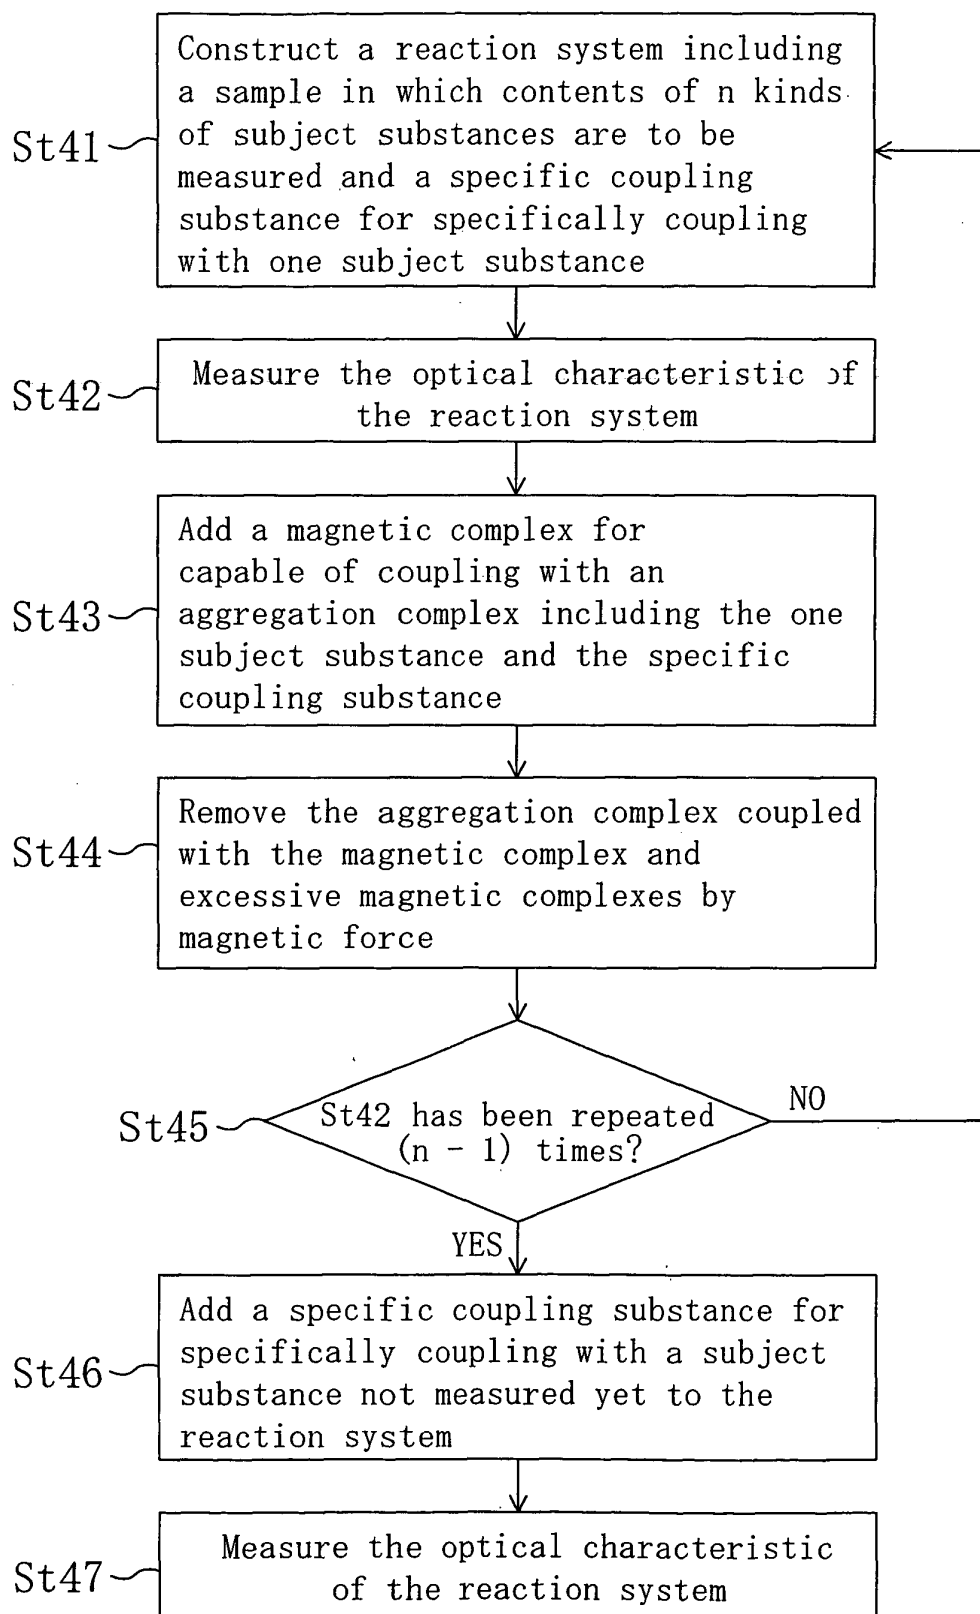 Construct a reaction system including
a sample in which contents of n kinds
of subject substances are to be
measured and a specific coupling
substance for specifically coupling
with one subject substance
St41
Measure the optical characteristic of
the reaction system
St42
Add a magnetic complex for
capable of coupling with an
aggregation complex including the one
subject substance and the specific
coupling substance
St43
Remove the aggregation complex coupled
with the magnetic complex and
excessive magnetic complexes by
magnetic force
St44
St42 has been repeated
(n - 1) times?
St45
NO
YES
Add a specific coupling substance for
specifically coupling with a subject
substance not measured yet to the
reaction system
St46
Measure the optical characteristic
of the reaction system
St47